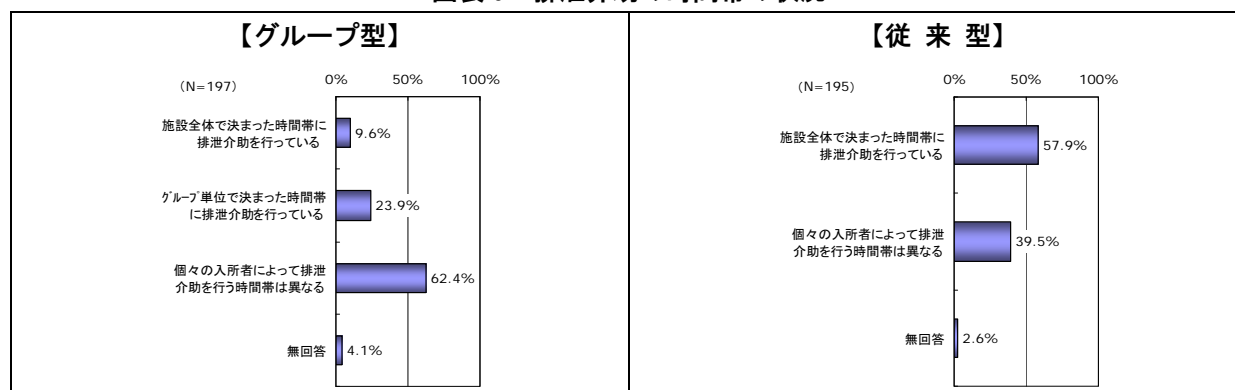 【グループ型】
(N=197)
0% 50% 100%
施設全体で決まった時間帯に
排泄介助を行っている
9.6%
グループ単位で決まった時間帯
に排泄介助を行っている
23.9%
個々の入所者によって排泄
介助を行う時間帯は異なる
62.4%
無回答
4.1%
【従 来 型】
(N=195)
0% 50% 100%
施設全体で決まった時間帯に
排泄介助を行っている
57.9%
個々の入所者によって排泄
介助を行う時間帯は異なる
39.5%
無回答
2.6%